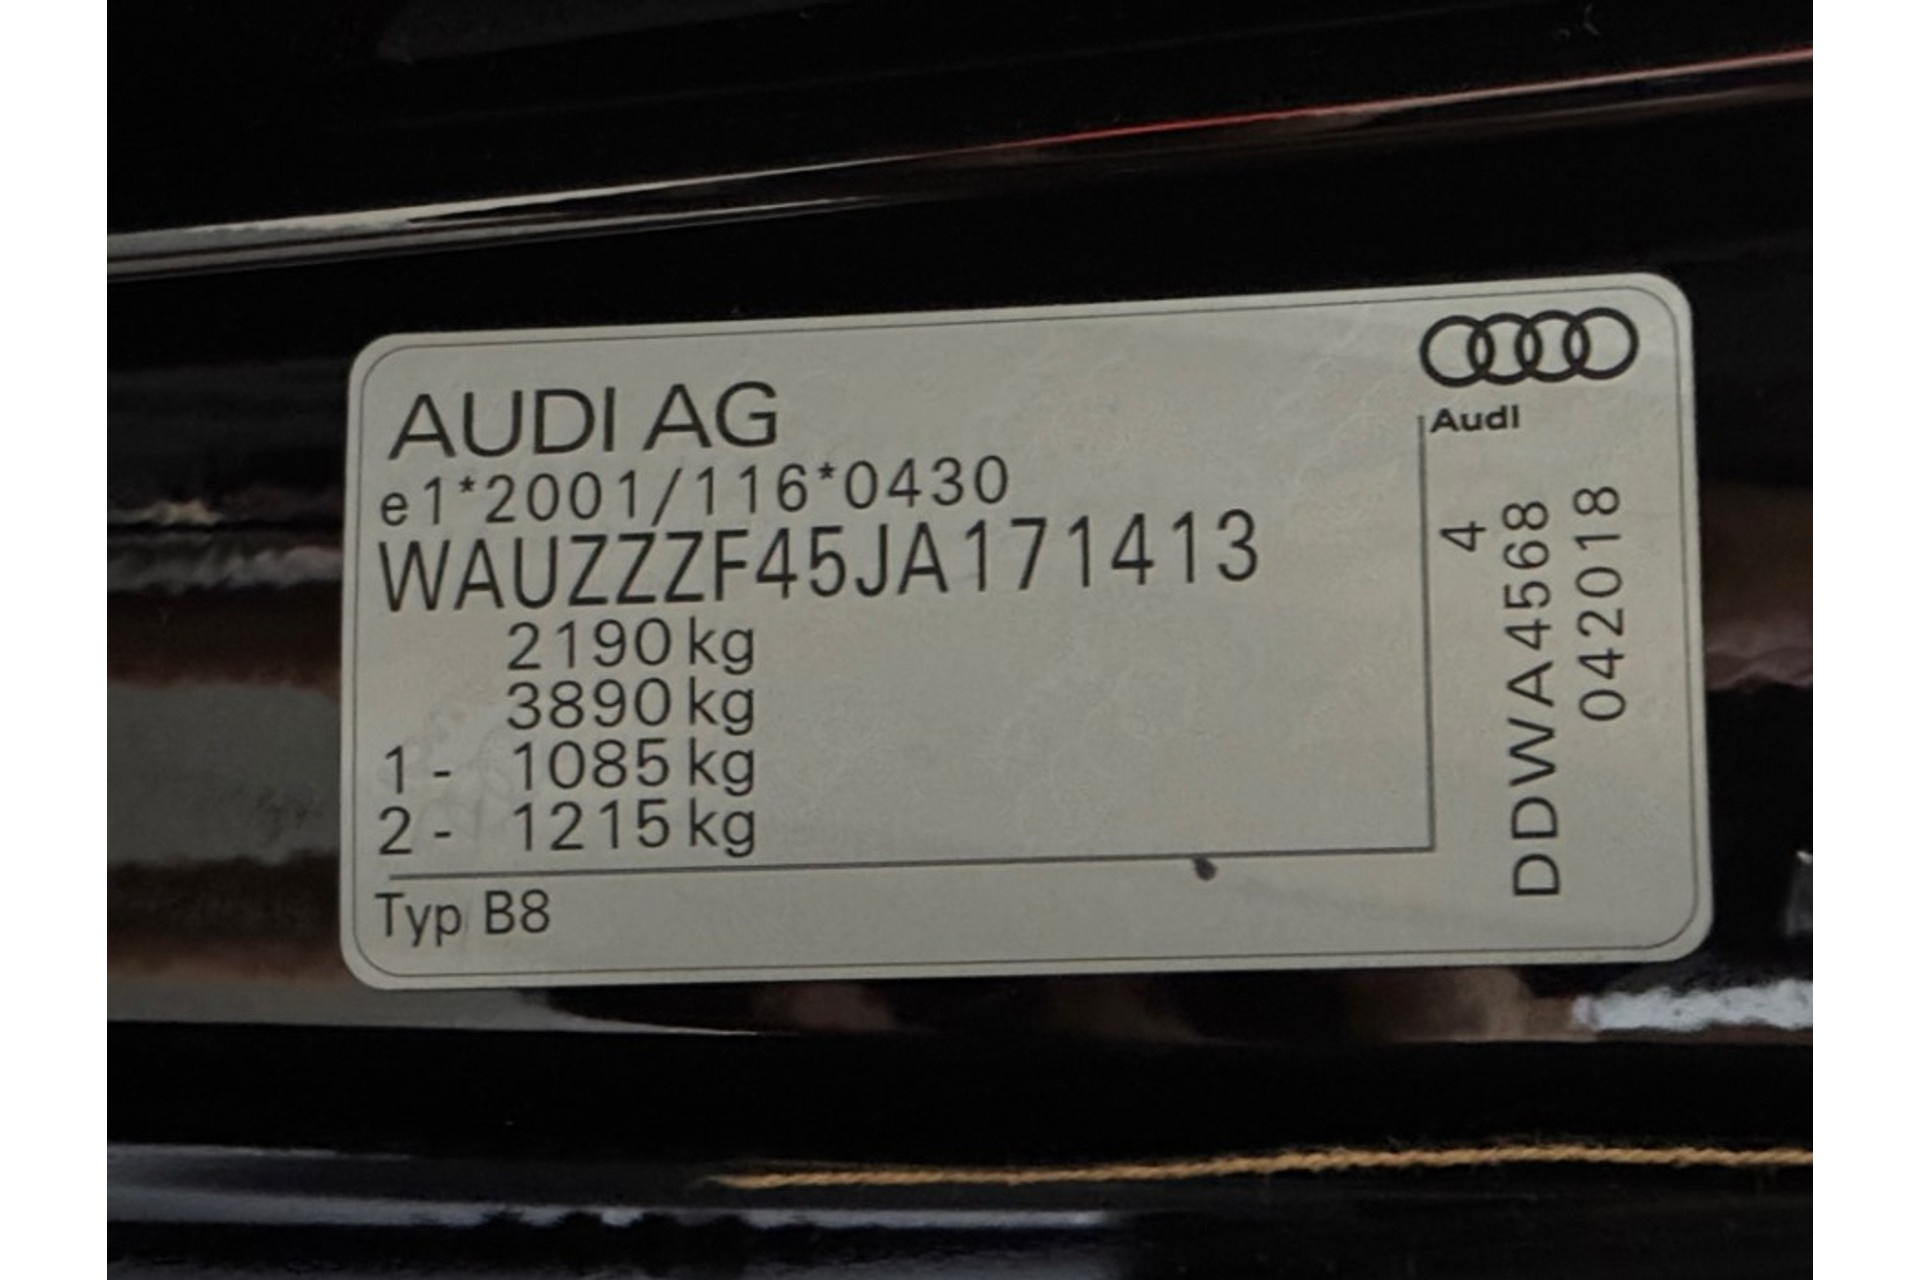 AUDI AG
e1*2001/116*0430
WAUZZZF45JA171413
2190 kg
3890 kg
1 - 1085 kg
2 - 1215 kg
Typ B8
Audi
4
DDWA4568
042018